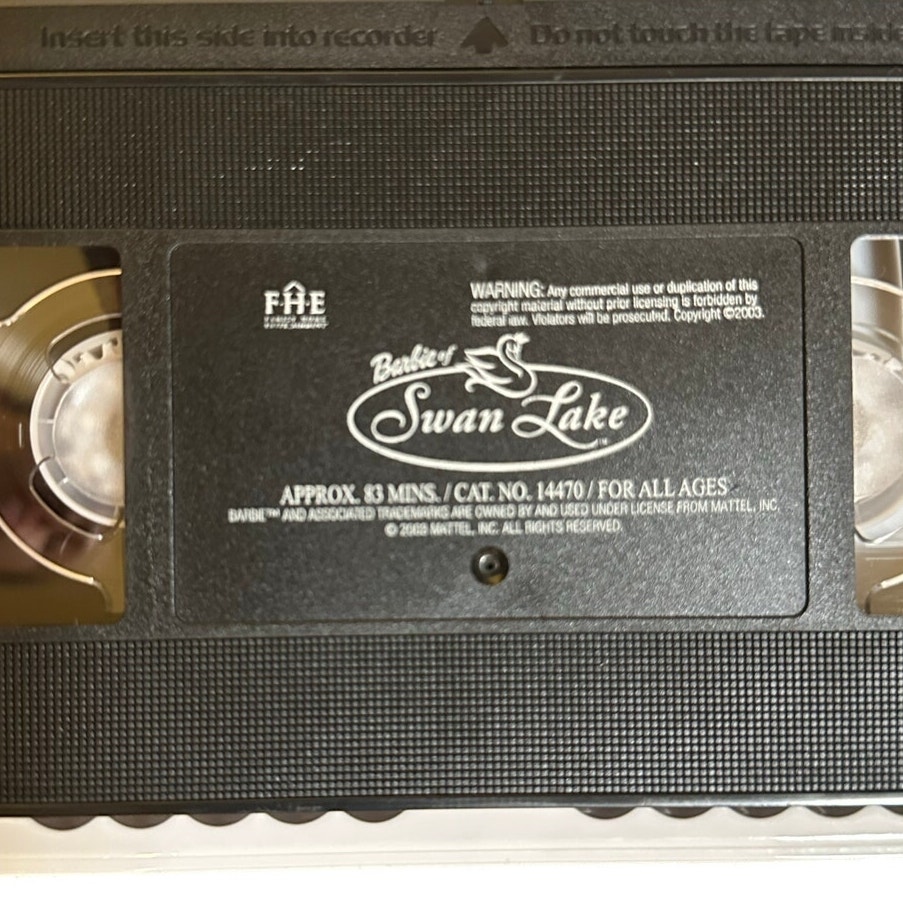 Insert this side into recorder Do not touch the tape inside
FHE
WARNING: Any commercial use or duplication of this
copyright material without prior licensing is forbidden by
federal law. Violators will be prosecuted. Copyright ©2003.
Barbie of
Swan Lake™
APPROX. 83 MINS. / CAT. NO. 14470 / FOR ALL AGES
BARBIE™ AND ASSOCIATED TRADEMARKS ARE OWNED BY AND USED UNDER LICENSE FROM MATTEL, INC.
© 2003 MATTEL, INC. ALL RIGHTS RESERVED.